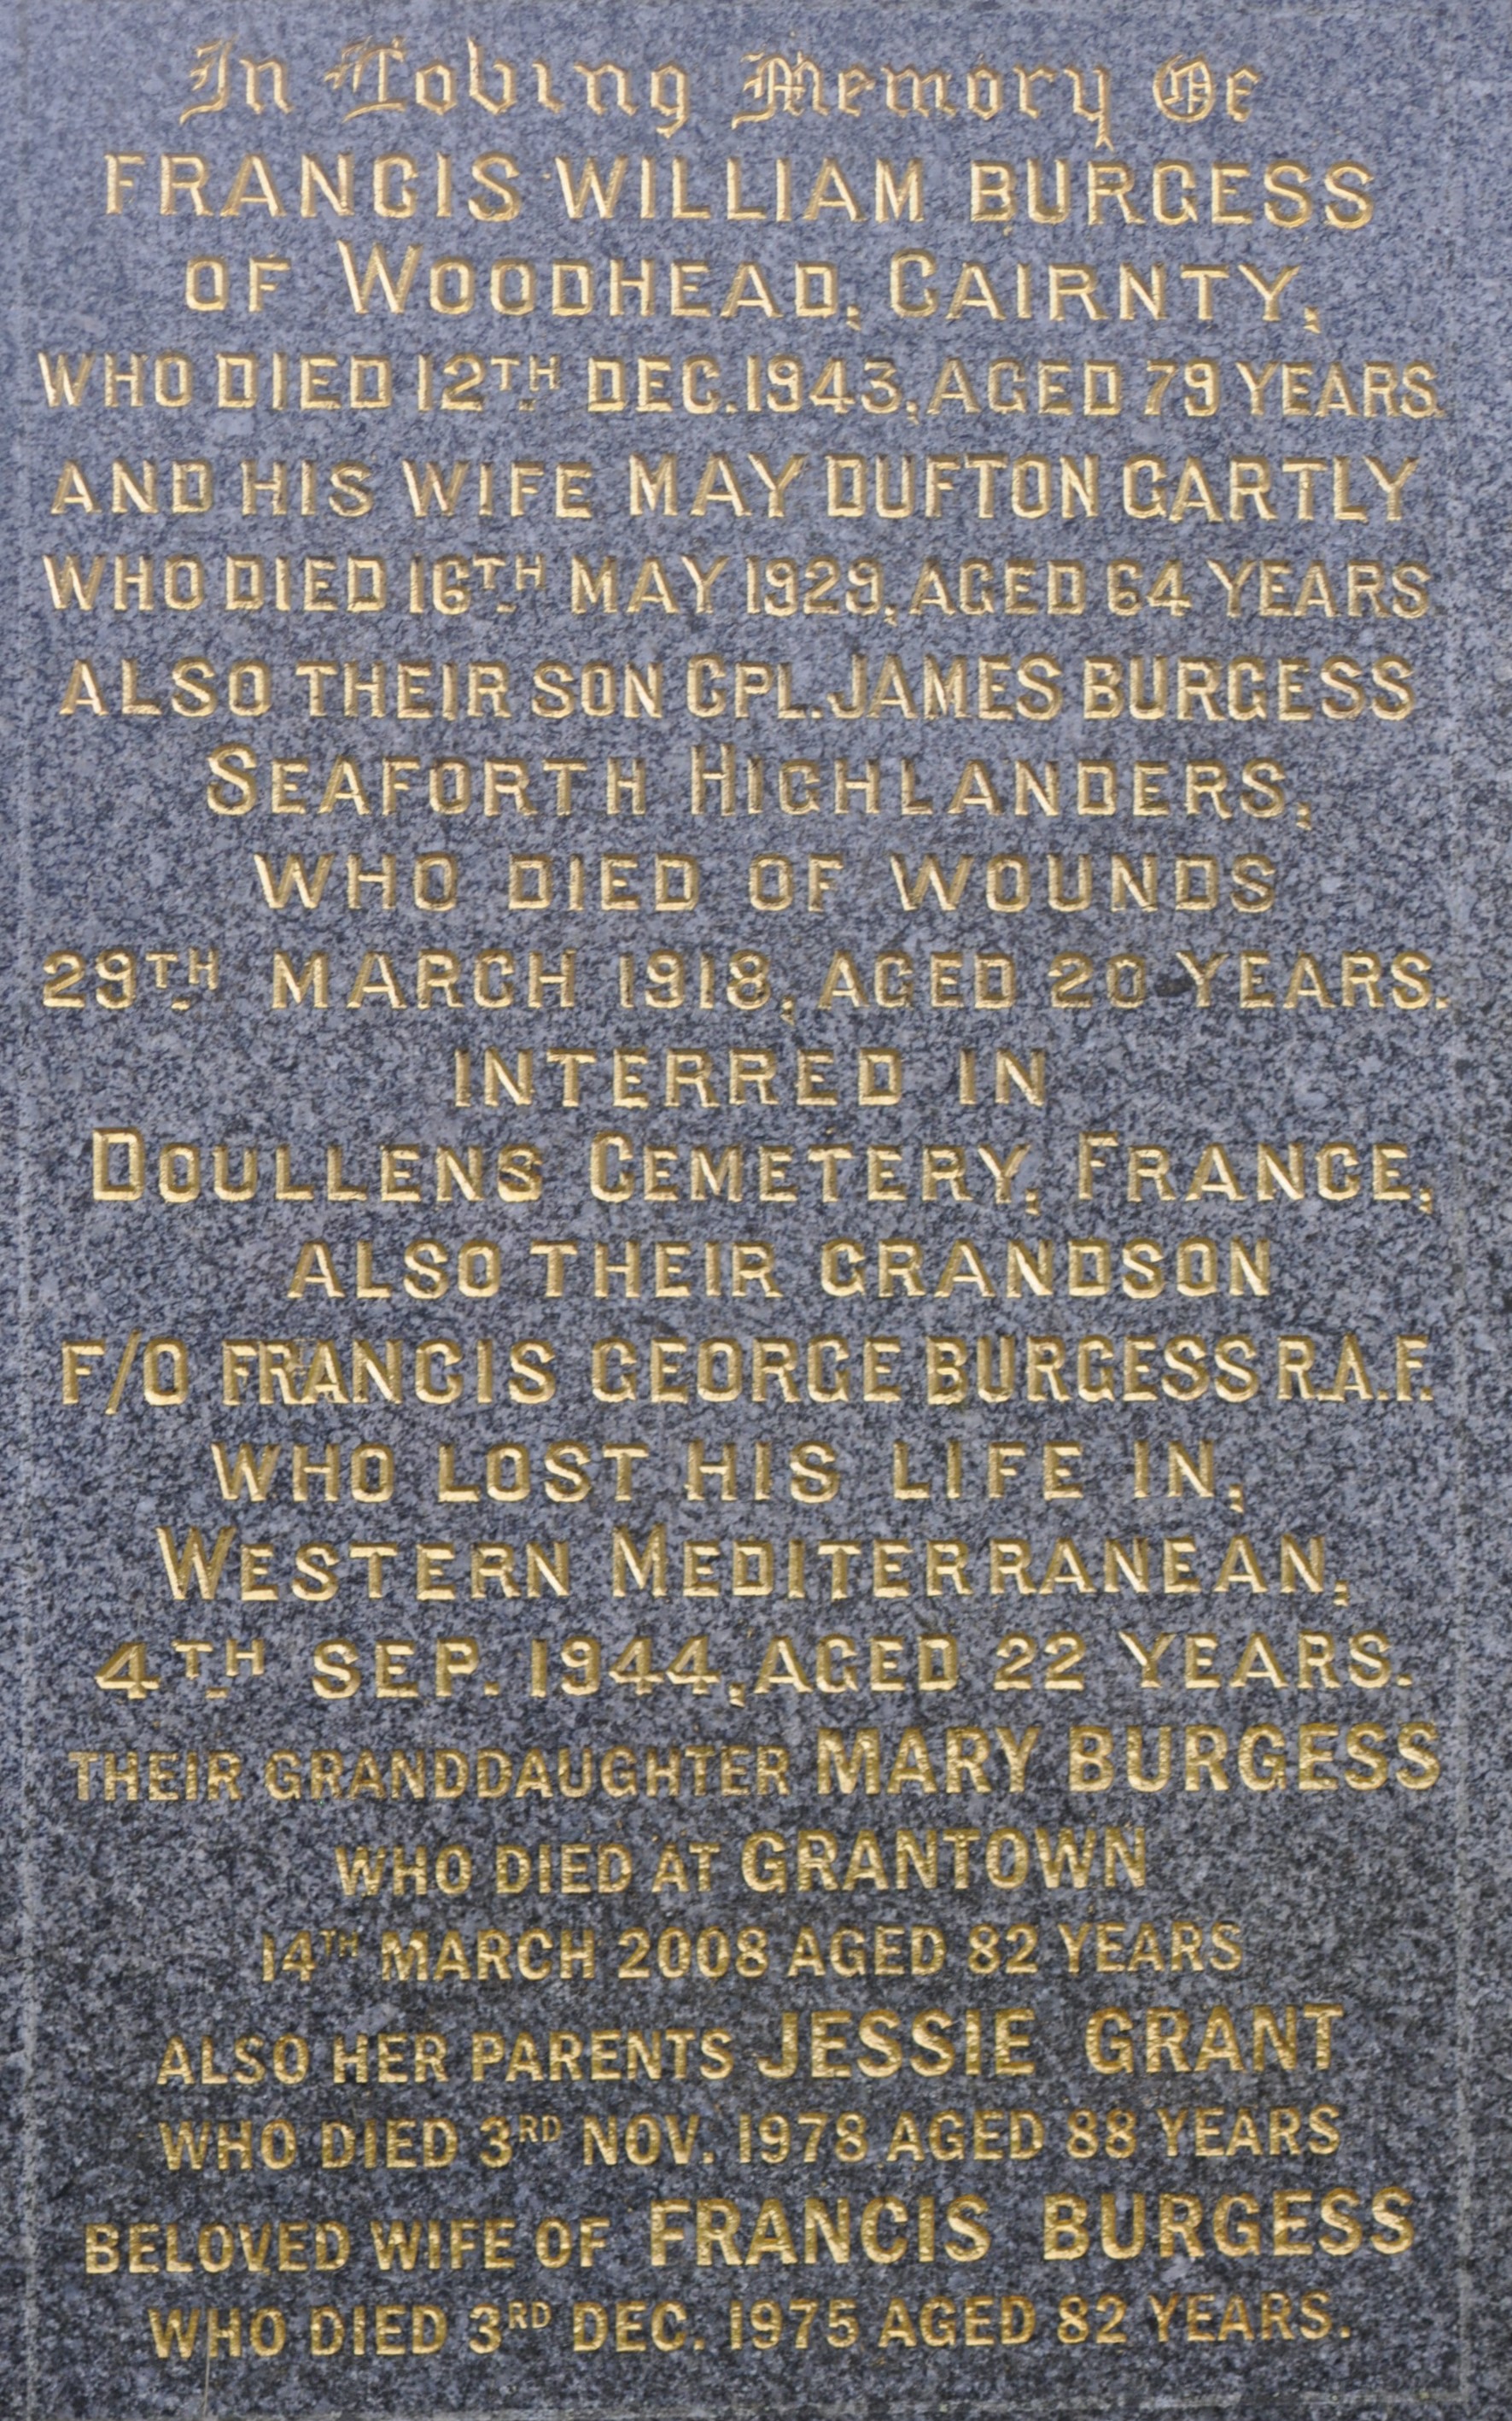 In Loving Memory Of
FRANCIS WILLIAM BURGESS
OF WOODHEAD, CAIRNTY,
WHO DIED 12TH DEC. 1943, AGED 79 YEARS.
AND HIS WIFE MAY DUFTON GARTLY
WHO DIED 16TH MAY 1929, AGED 64 YEARS
ALSO THEIR SON CPL. JAMES BURGESS
SEAFORTH HIGHLANDERS,
WHO DIED OF WOUNDS
29TH MARCH 1918, AGED 20 YEARS.
INTERRED IN
DOULLENS CEMETERY, FRANCE,
ALSO THEIR GRANDSON
F/O FRANCIS GEORGE BURGESS R.A.F.
WHO LOST HIS LIFE IN,
WESTERN MEDITERRANEAN,
4TH SEP. 1944, AGED 22 YEARS.
THEIR GRANDDAUGHTER MARY BURGESS
WHO DIED AT GRANTOWN
14TH MARCH 2008 AGED 82 YEARS
ALSO HER PARENTS JESSIE GRANT
WHO DIED 3RD NOV. 1978 AGED 88 YEARS
BELOVED WIFE OF FRANCIS BURGESS
WHO DIED 3RD DEC. 1975 AGED 82 YEARS.